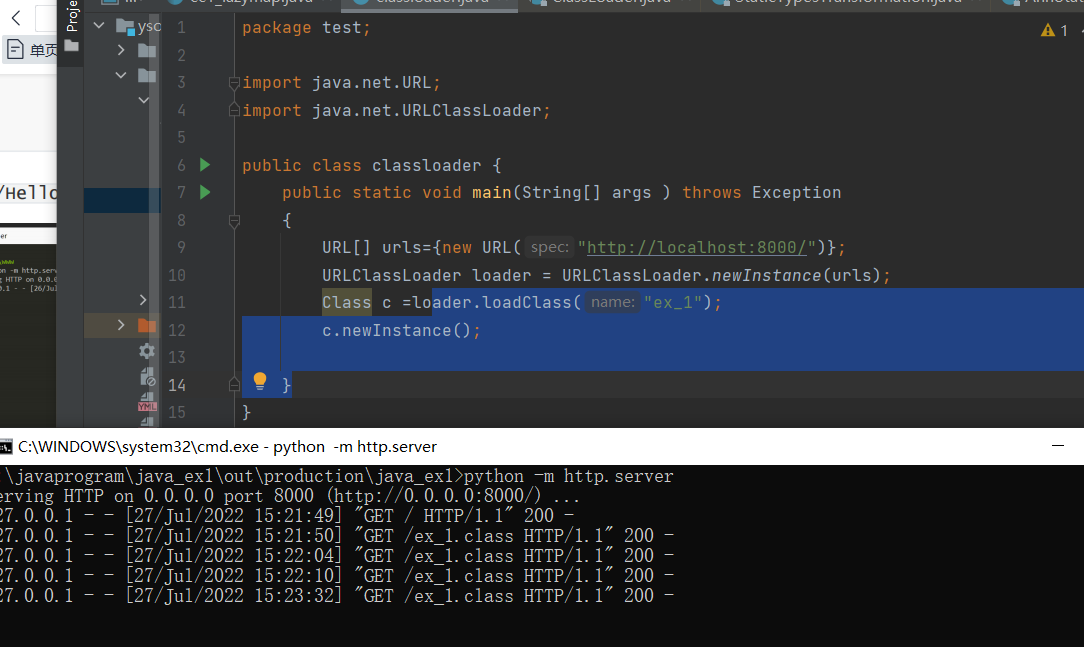 单页
/Hello
Proje
ysc
cc1_lazymap.java
classloader.java
ClassLoader.java
StaticTypesTransformation.java
1 package test;
1
2
3 import java.net.URL;
4 import java.net.URLClassLoader;
5
6 public class classloader {
7 public static void main(String[] args ) throws Exception
8 {
9 URL[] urls={new URL( spec: "http://localhost:8000/")};
10 URLClassLoader loader = URLClassLoader.newInstance(urls);
11 Class c =loader.loadClass( name: "ex_1");
12 c.newInstance();
13
14 }
15 }
YML
C:\WINDOWS\system32\cmd.exe - python -m http.server
:\javaprogram\java_exl\out\production\java_exl>python -m http.server
erving HTTP on 0.0.0.0 port 8000 (http://0.0.0.0:8000/) ...
27.0.0.1 - - [27/Jul/2022 15:21:49] "GET / HTTP/1.1" 200 -
27.0.0.1 - - [27/Jul/2022 15:21:50] "GET /ex_1.class HTTP/1.1" 200 -
27.0.0.1 - - [27/Jul/2022 15:22:04] "GET /ex_1.class HTTP/1.1" 200 -
27.0.0.1 - - [27/Jul/2022 15:22:10] "GET /ex_1.class HTTP/1.1" 200 -
27.0.0.1 - - [27/Jul/2022 15:23:32] "GET /ex_1.class HTTP/1.1" 200 -